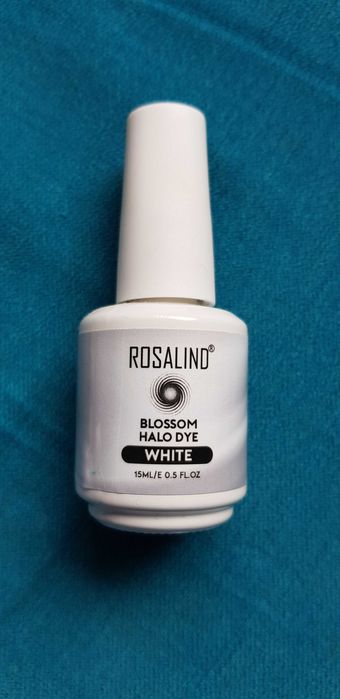 ROSALIND®
BLOSSOM
HALO DYE
WHITE
15ML/E 0.5 FL.OZ